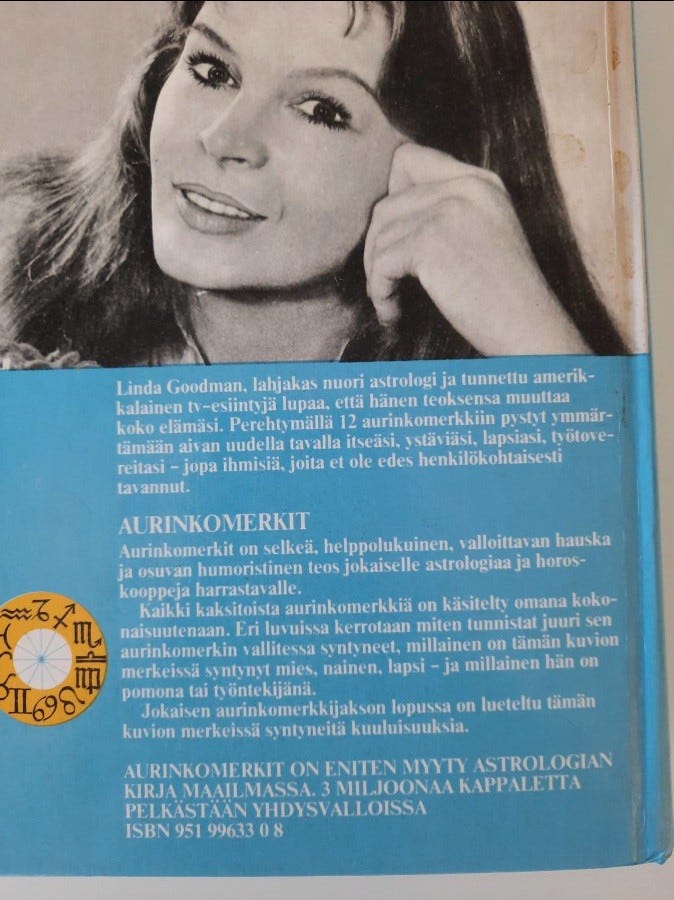 Linda Goodman, lahjakas nuori astrologi ja tunnettu amerik-
kalainen tv-esiintyjä lupaa, että hänen teoksensa muuttaa
koko elämäsi. Perehtymällä 12 aurinkomerkkiin pystyt ymmär-
tämään aivan uudella tavalla itseäsi, ystäviäsi, lapsiasi, työtove-
reitasi – jopa ihmisiä, joita et ole edes henkilökohtaisesti
tavannut.
AURINKOMERKIT
Aurinkomerkit on selkeä, helppolukuinen, valloittavan hauska
ja osuvan humoristinen teos jokaiselle astrologiaa ja horos-
kooppeja harrastavalle.
Kaikki kaksitoista aurinkomerkkiä on käsitelty omana koko-
naisuutenaan. Eri luvuissa kerrotaan miten tunnistat juuri sen
aurinkomerkin vallitessa syntyneet, millainen on tämän kuvion
merkeissä syntynyt mies, nainen, lapsi – ja millainen hän on
pomona tai työntekijänä.
Jokaisen aurinkomerkkijakson lopussa on lueteltu tämän
kuvion merkeissä syntyneitä kuuluisuuksia.
AURINKOMERKIT ON ENITEN MYYTY ASTROLOGIAN
KIRJA MAAILMASSA. 3 MILJOONAA KAPPALETTA
PELKÄSTÄÄN YHDYSVALLOISSA
ISBN 951 99633 0 8